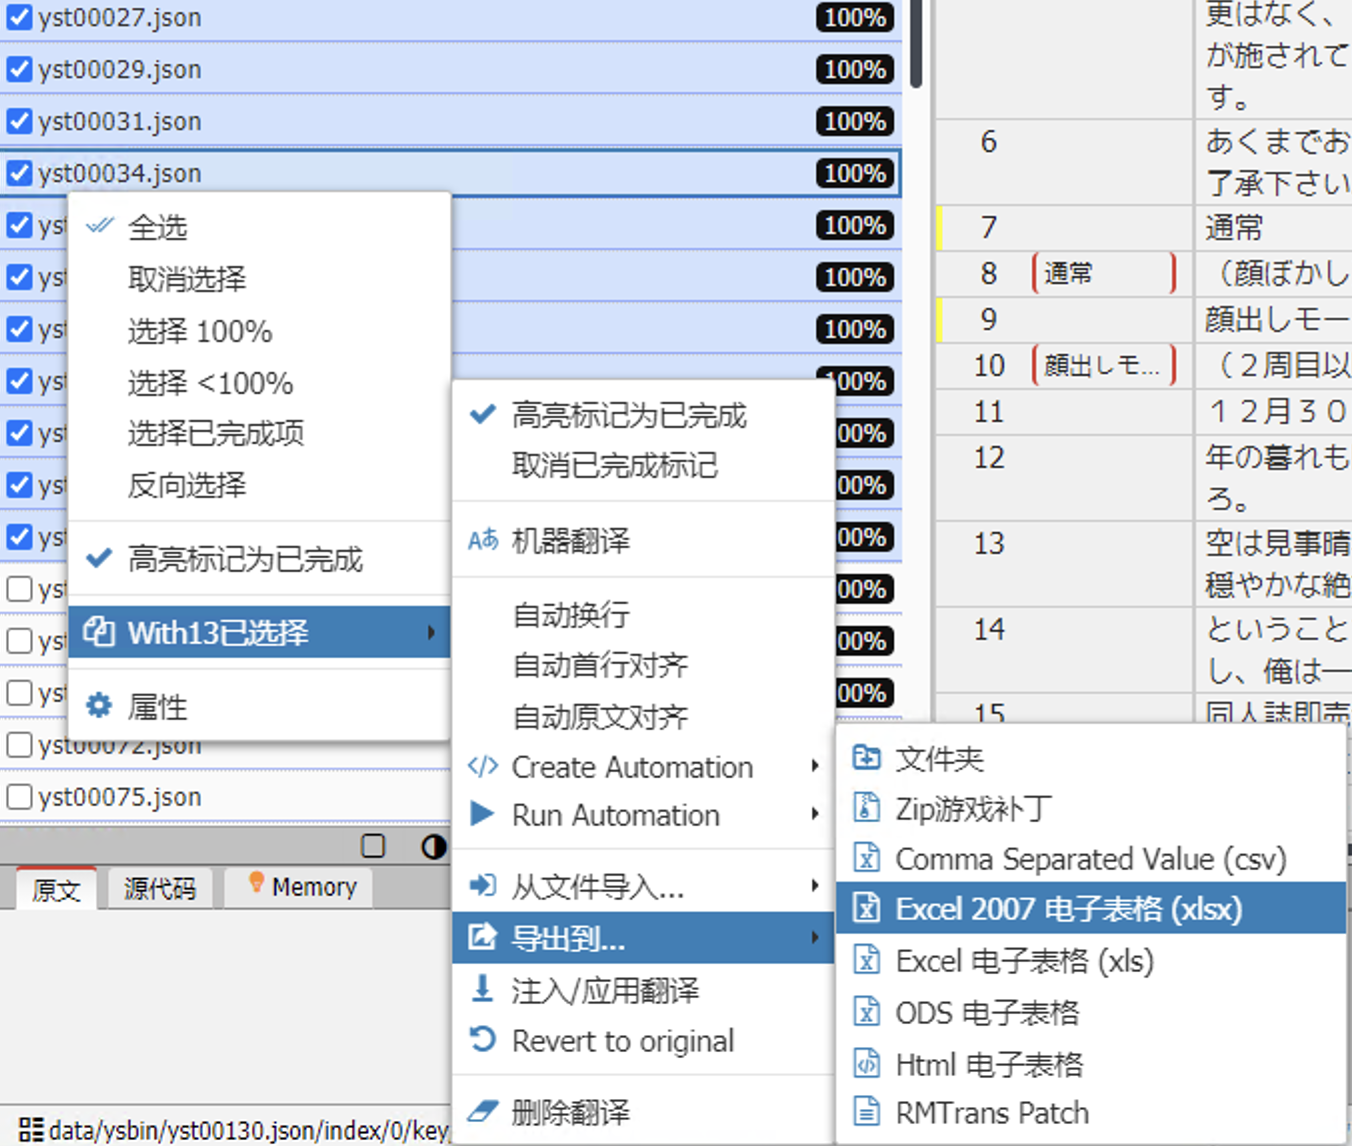 yst00027.json 100%
yst00029.json 100%
yst00031.json 100%
yst00034.json 100%
yst 100%
yst 100%
yst 100%
yst 100%
yst 00%
yst 00%
yst 00%
yst 00%
yst 00%
yst 00%
yst00072.json
yst00075.json
全选
取消选择
选择 100%
选择 <100%
选择已完成项
反向选择
高亮标记为已完成
With13已选择
属性
高亮标记为已完成
取消已完成标记
Aあ 机器翻译
自动换行
自动首行对齐
自动原文对齐
Create Automation
Run Automation
从文件导入...
导出到...
注入/应用翻译
Revert to original
删除翻译
文件夹
Zip游戏补丁
Comma Separated Value (csv)
Excel 2007 电子表格 (xlsx)
Excel 电子表格 (xls)
ODS 电子表格
Html 电子表格
RMTrans Patch
更はなく、
が施されて
す。
6 あくまでお
了承下さい
7 通常
8 通常 （顔ぼかし
9 顔出しモー
10 顔出しモ... （２周目以
11 １２月３０
12 年の暮れも
ろ。
13 空は見事晴
穏やかな絶
14 ということ
し、俺は―
15 同人誌即売
原文 源代码 Memory
data/ysbin/yst00130.json/index/0/key